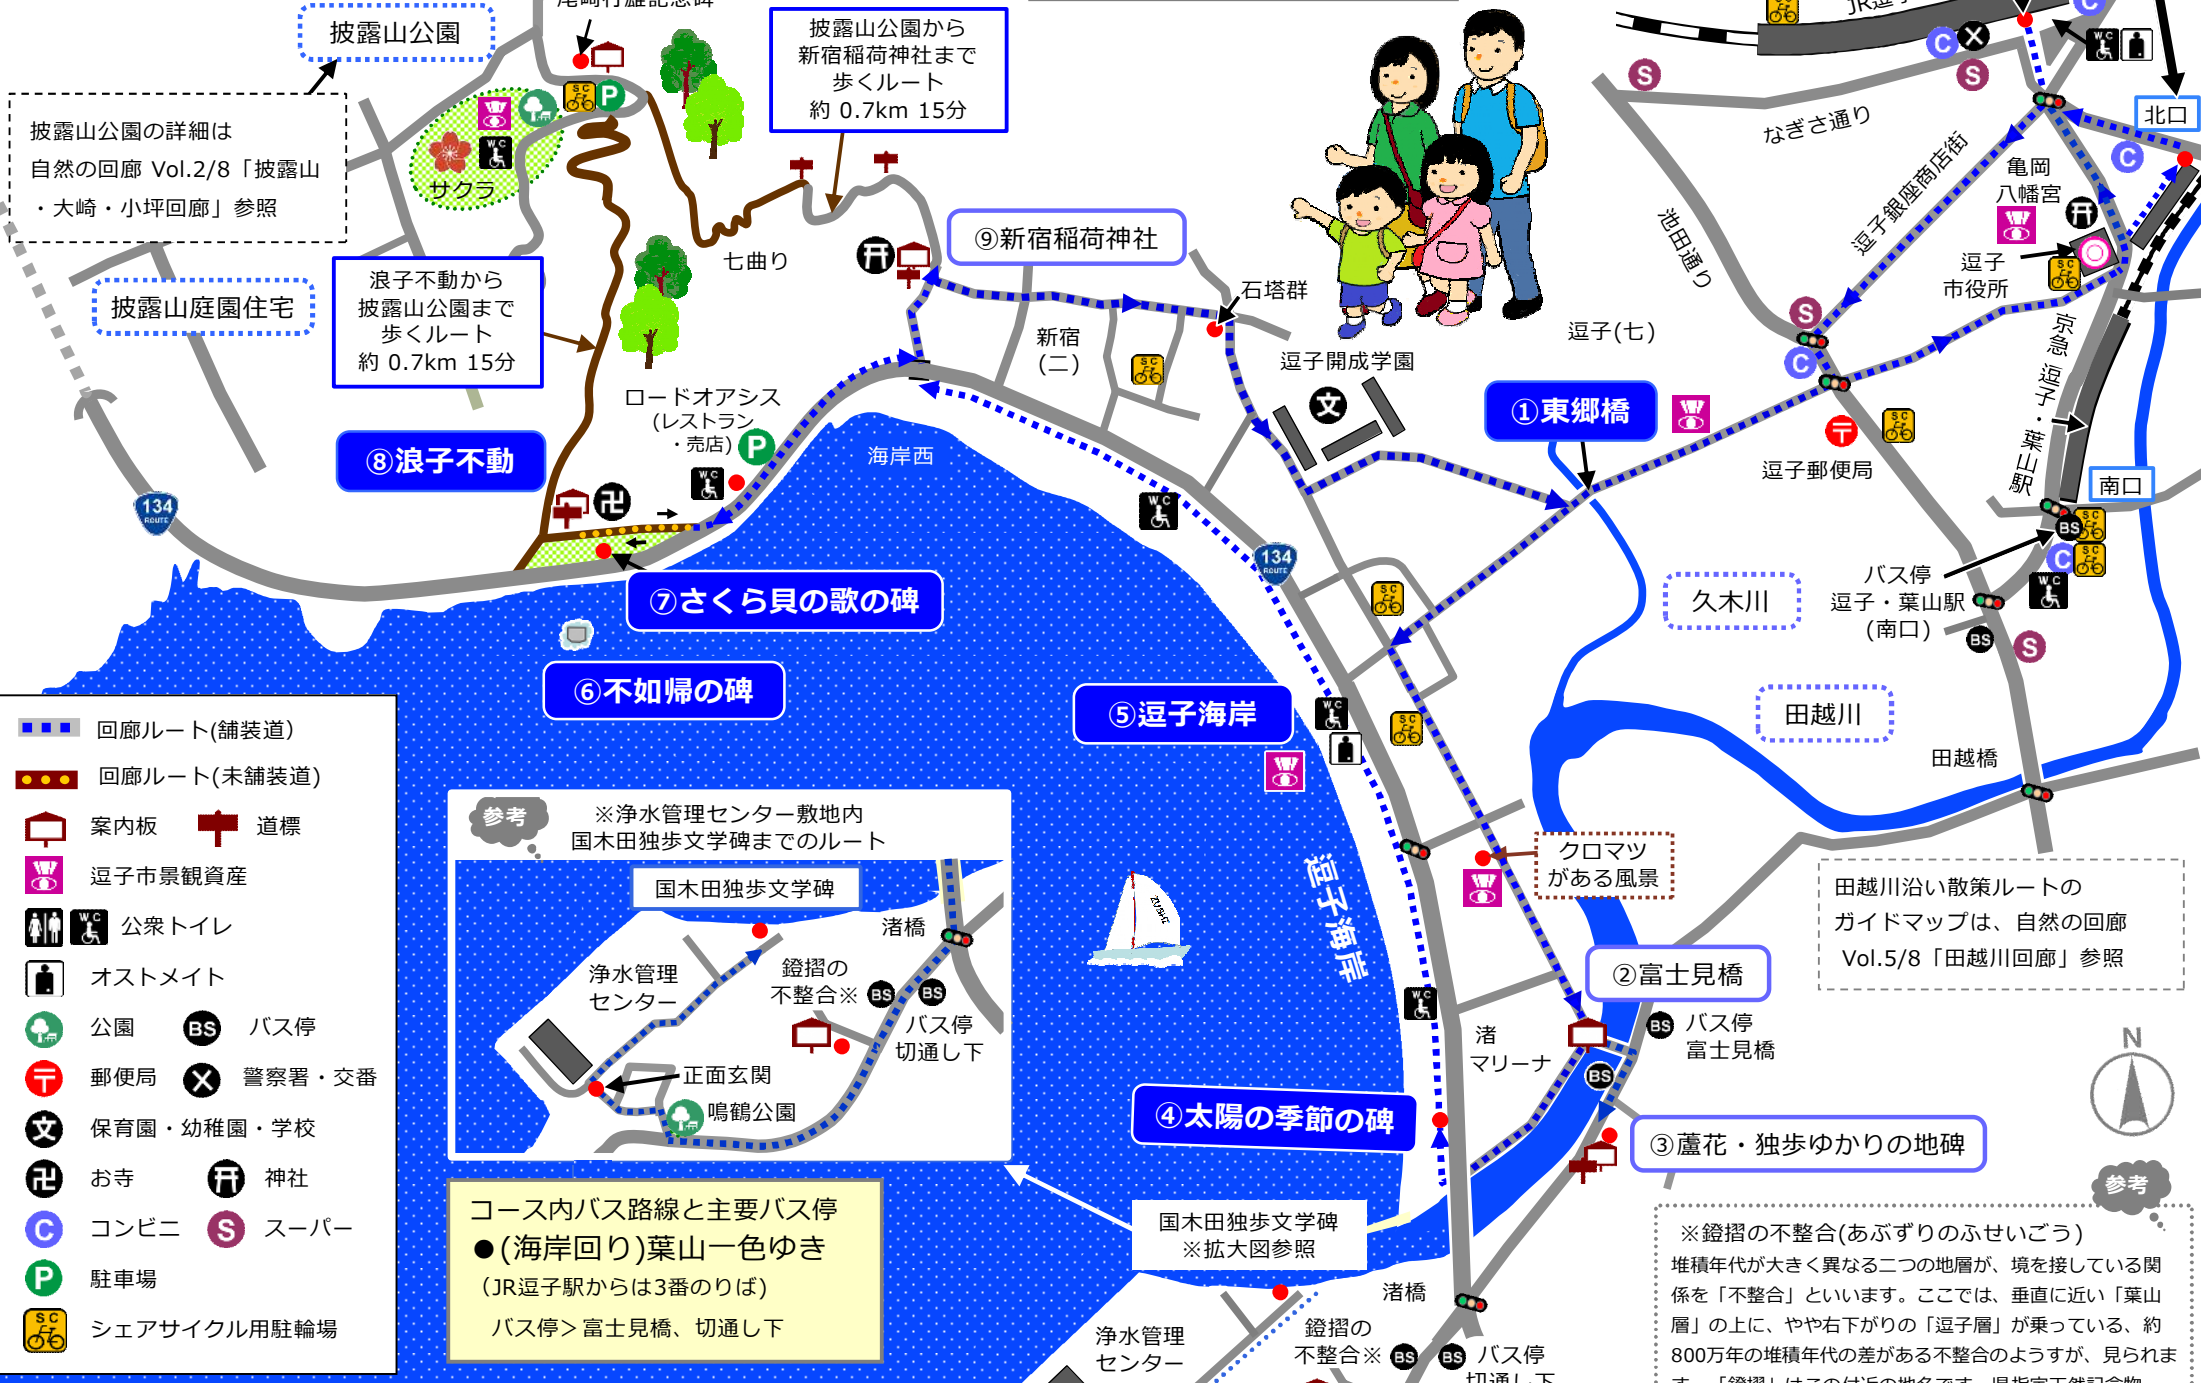 披露山公園
披露山公園から
新宿稲荷神社まで
歩くルート
約 0.7km 15分
披露山公園の詳細は
自然の回廊 Vol.2/8「披露山
・大崎・小坪回廊」参照
サクラ
披露山庭園住宅
浪子不動から
披露山公園まで
歩くルート
約 0.7km 15分
七曲り
⑨新宿稲荷神社
石塔群
新宿
(二)
逗子開成学園
ロードオアシス
(レストラン
・売店)
海岸西
⑧浪子不動
①東郷橋
134
ROUTE
134
ROUTE
⑦さくら貝の歌の碑
⑥不如帰の碑
⑤逗子海岸
なぎさ通り
池田通り
逗子銀座商店街
北口
亀岡
八幡宮
逗子
市役所
逗子(七)
逗子郵便局
京急 逗子・葉山駅
南口
バス停
逗子・葉山駅
(南口)
久木川
田越川
田越橋
クロマツ
がある風景
田越川沿い散策ルートの
ガイドマップは、自然の回廊
Vol.5/8「田越川回廊」参照
逗子海岸
ZUSHI
②富士見橋
バス停
富士見橋
渚
マリーナ
④太陽の季節の碑
③蘆花・独歩ゆかりの地碑
N
回廊ルート(舗装道)
回廊ルート(未舗装道)
案内板
道標
逗子市景観資産
公衆トイレ
オストメイト
公園
BS
バス停
郵便局
警察署・交番
保育園・幼稚園・学校
お寺
神社
C
コンビニ
S
スーパー
P
駐車場
シェアサイクル用駐輪場
参考
※浄水管理センター敷地内
国木田独歩文学碑までのルート
国木田独歩文学碑
渚橋
浄水管理
センター
鐙摺の
不整合※
BS
BS
バス停
切通し下
正面玄関
鳴鶴公園
コース内バス路線と主要バス停
●(海岸回り)葉山一色ゆき
(JR逗子駅からは3番のりば)
バス停＞富士見橋、切通し下
国木田独歩文学碑
※拡大図参照
渚橋
浄水管理
センター
鐙摺の
不整合※
BS
BS
バス停
切通し下
参考
※鐙摺の不整合(あぶずりのふせいごう)
堆積年代が大きく異なる二つの地層が、境を接している関
係を「不整合」といいます。ここでは、垂直に近い「葉山
層」の上に、やや右下がりの「逗子層」が乗っている、約
800万年の堆積年代の差がある不整合のようすが、見られま